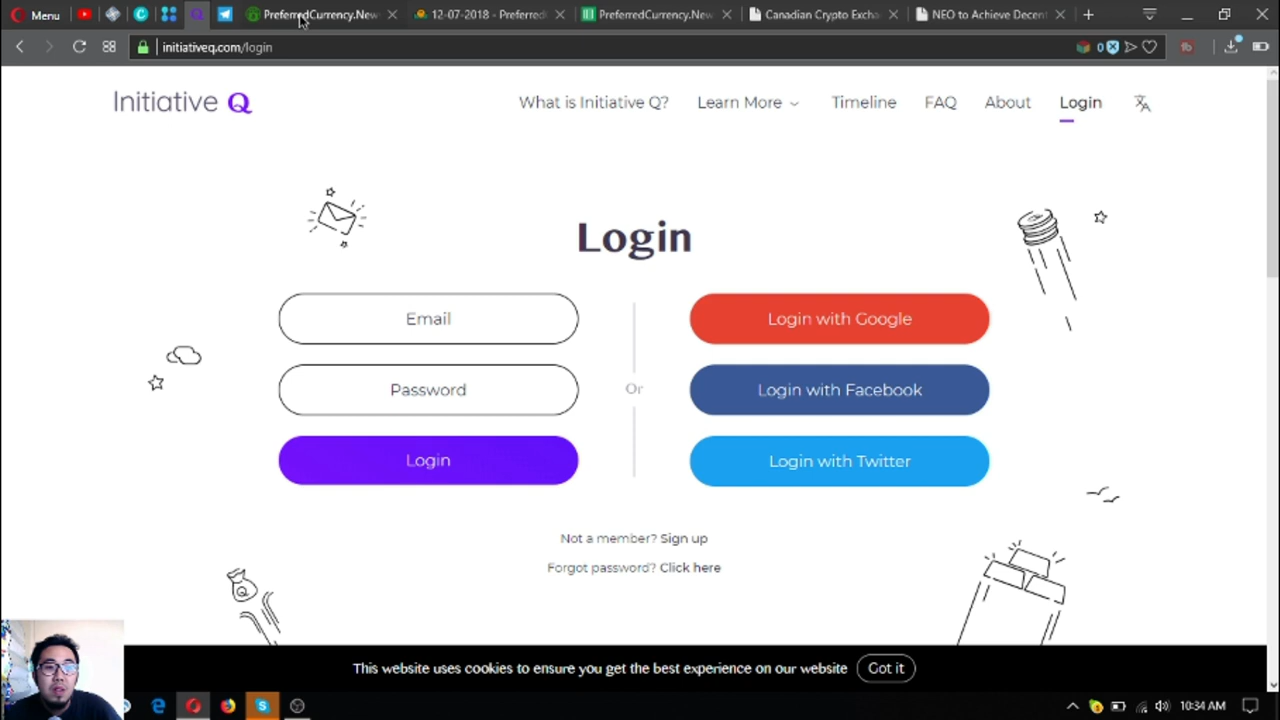 Menu
PreferredCurrency.New
12-07-2018 - Preferred
PreferredCurrency.New
Canadian Crypto Excha
NEO to Achieve Decent
initiativeq.com/login
0
Initiative Q
What is Initiative Q?
Learn More
Timeline
FAQ
About
Login
Login
Email
Password
Login
Or
Login with Google
Login with Facebook
Login with Twitter
Not a member? Sign up
Forgot password? Click here
This website uses cookies to ensure you get the best experience on our website
Got it
10:34 AM